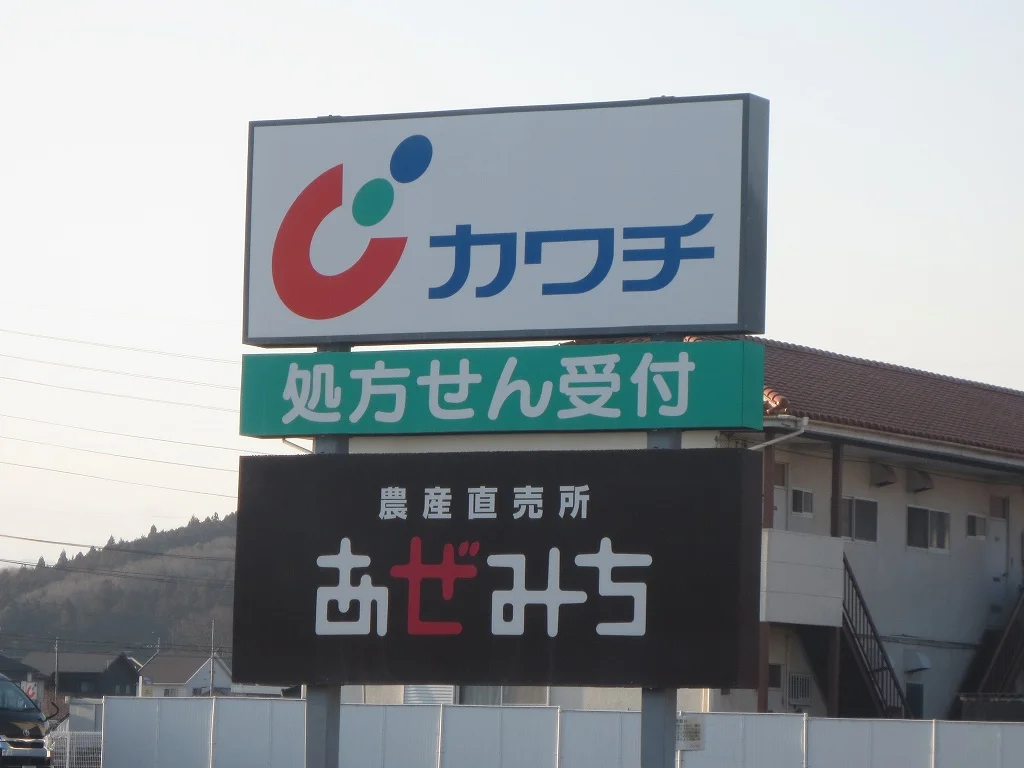 カワチ
処方せん受付
農産直売所
あぜみち